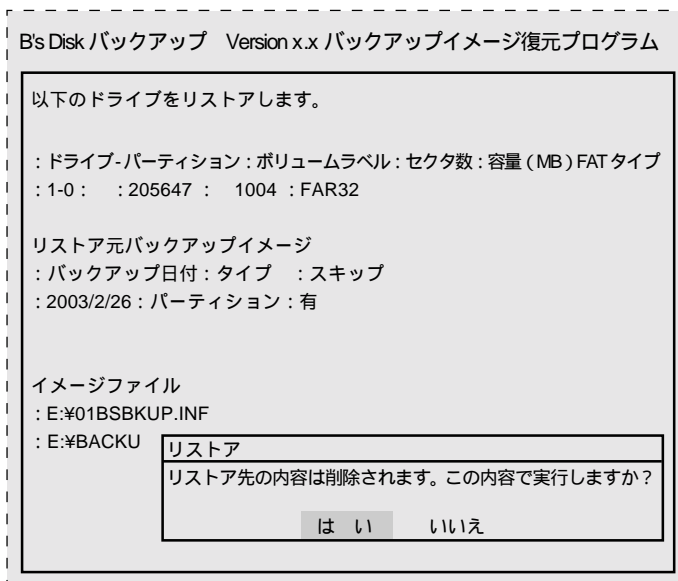 B's Disk バックアップ　Version x.x バックアップイメージ復元プログラム
以下のドライブをリストアします。
：ドライブ-パーティション：ボリュームラベル：セクタ数：容量（MB）FATタイプ
：1-0：　：205647：　1004：FAR32
リストア元バックアップイメージ
：バックアップ日付：タイプ　：スキップ
：2003/2/26：パーティション：有
イメージファイル
：E:¥01BSBKUP.INF
：E:¥BACKU
リストア
リストア先の内容は削除されます。この内容で実行しますか？
は い　いいえ